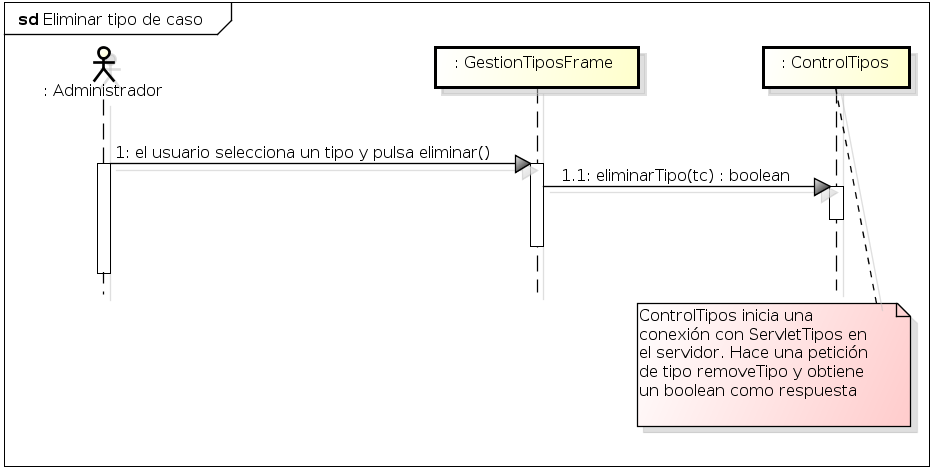 sd Eliminar tipo de caso
: Administrador
: GestionTiposFrame
: ControlTipos
1: el usuario selecciona un tipo y pulsa eliminar()
1.1: eliminarTipo(tc) : boolean
ControlTipos inicia una
conexión con ServletTipos en
el servidor. Hace una petición
de tipo removeTipo y obtiene
un boolean como respuesta